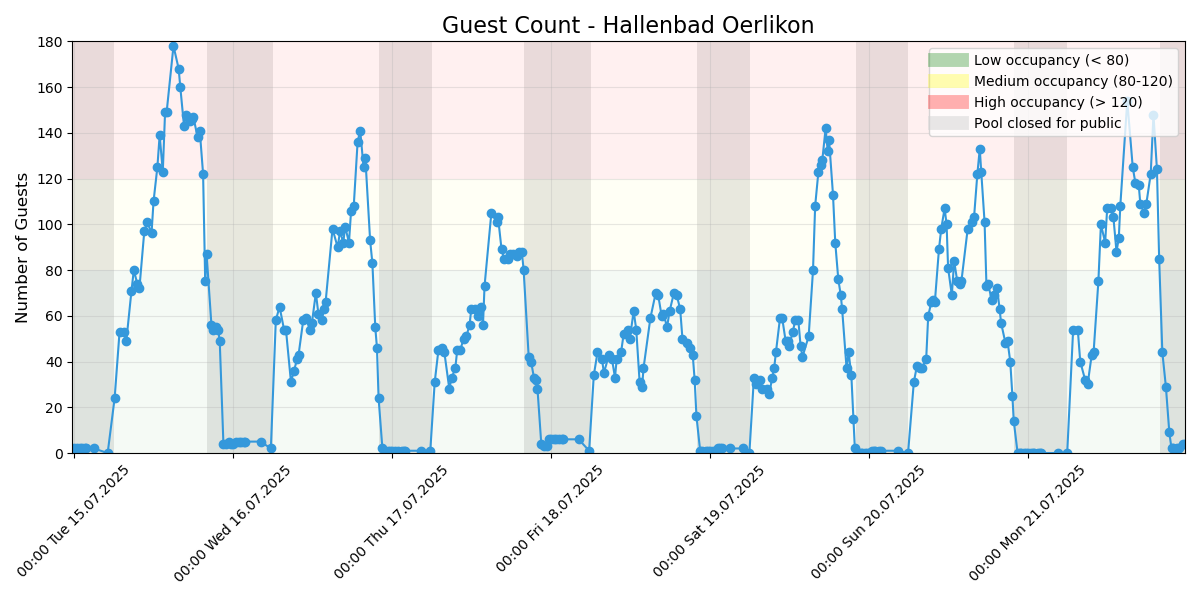 Guest Count - Hallenbad Oerlikon
Number of Guests
180
160
140
120
100
80
60
40
20
0
Low occupancy (< 80)
Medium occupancy (80-120)
High occupancy (> 120)
Pool closed for public
00:00 Tue 15.07.2025
00:00 Wed 16.07.2025
00:00 Thu 17.07.2025
00:00 Fri 18.07.2025
00:00 Sat 19.07.2025
00:00 Sun 20.07.2025
00:00 Mon 21.07.2025